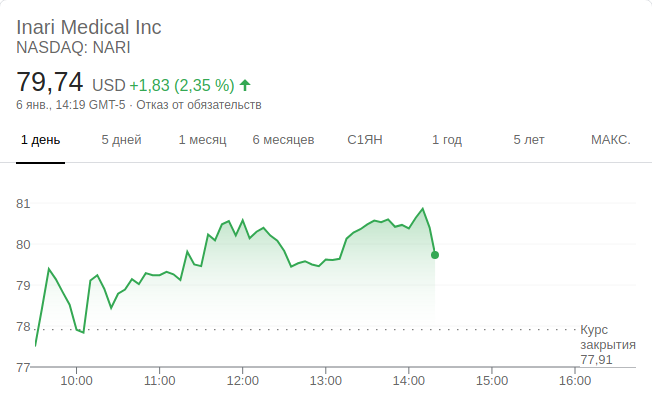 Inari Medical Inc
NASDAQ: NARI
79,74 USD +1,83 (2,35 %)
6 янв., 14:19 GMT-5 · Отказ от обязательств
1 день 5 дней 1 месяц 6 месяцев С1ЯН 1 год 5 лет МАКС.
81
80
79
78
Курс
закрытия
77,91
77
10:00 11:00 12:00 13:00 14:00 15:00 16:00